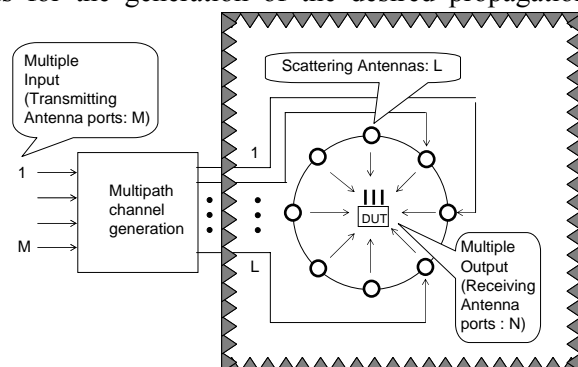 s for the generation of the desired propagation
Multiple
Input
(Transmitting
Antenna ports: M)
Scattering Antennas: L
1
1
Multipath
channel
generation
M
L
DUT
Multiple
Output
(Receiving
Antenna
ports : N)